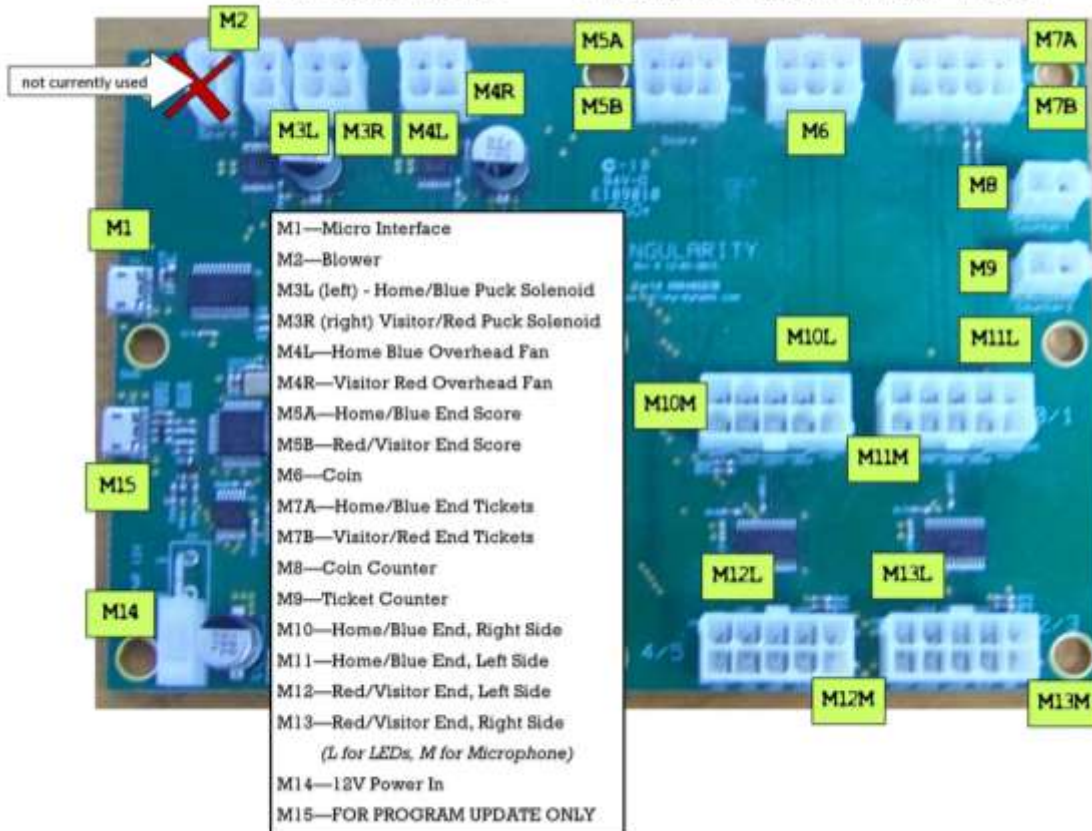 M2
M5A
M7A
not currently used
M5B
M7B
M4R
M3L
M3R
M4L
M6
M8
M1
M9
M10L
M11L
M10M
M11M
M15
M12L
M13L
M14
4/5
2/3
M12M
M13M
M1—Micro Interface
M2—Blower
M3L (left) - Home/Blue Puck Solenoid
M3R (right) Visitor/Red Puck Solenoid
M4L—Home Blue Overhead Fan
M4R—Visitor Red Overhead Fan
M5A—Home/Blue End Score
M5B—Red/Visitor End Score
M6—Coin
M7A—Home/Blue End Tickets
M7B—Visitor/Red End Tickets
M8—Coin Counter
M9—Ticket Counter
M10—Home/Blue End, Right Side
M11—Home/Blue End, Left Side
M12—Red/Visitor End, Left Side
M13—Red/Visitor End, Right Side
(L for LEDs, M for Microphone)
M14—12V Power In
M15—FOR PROGRAM UPDATE ONLY